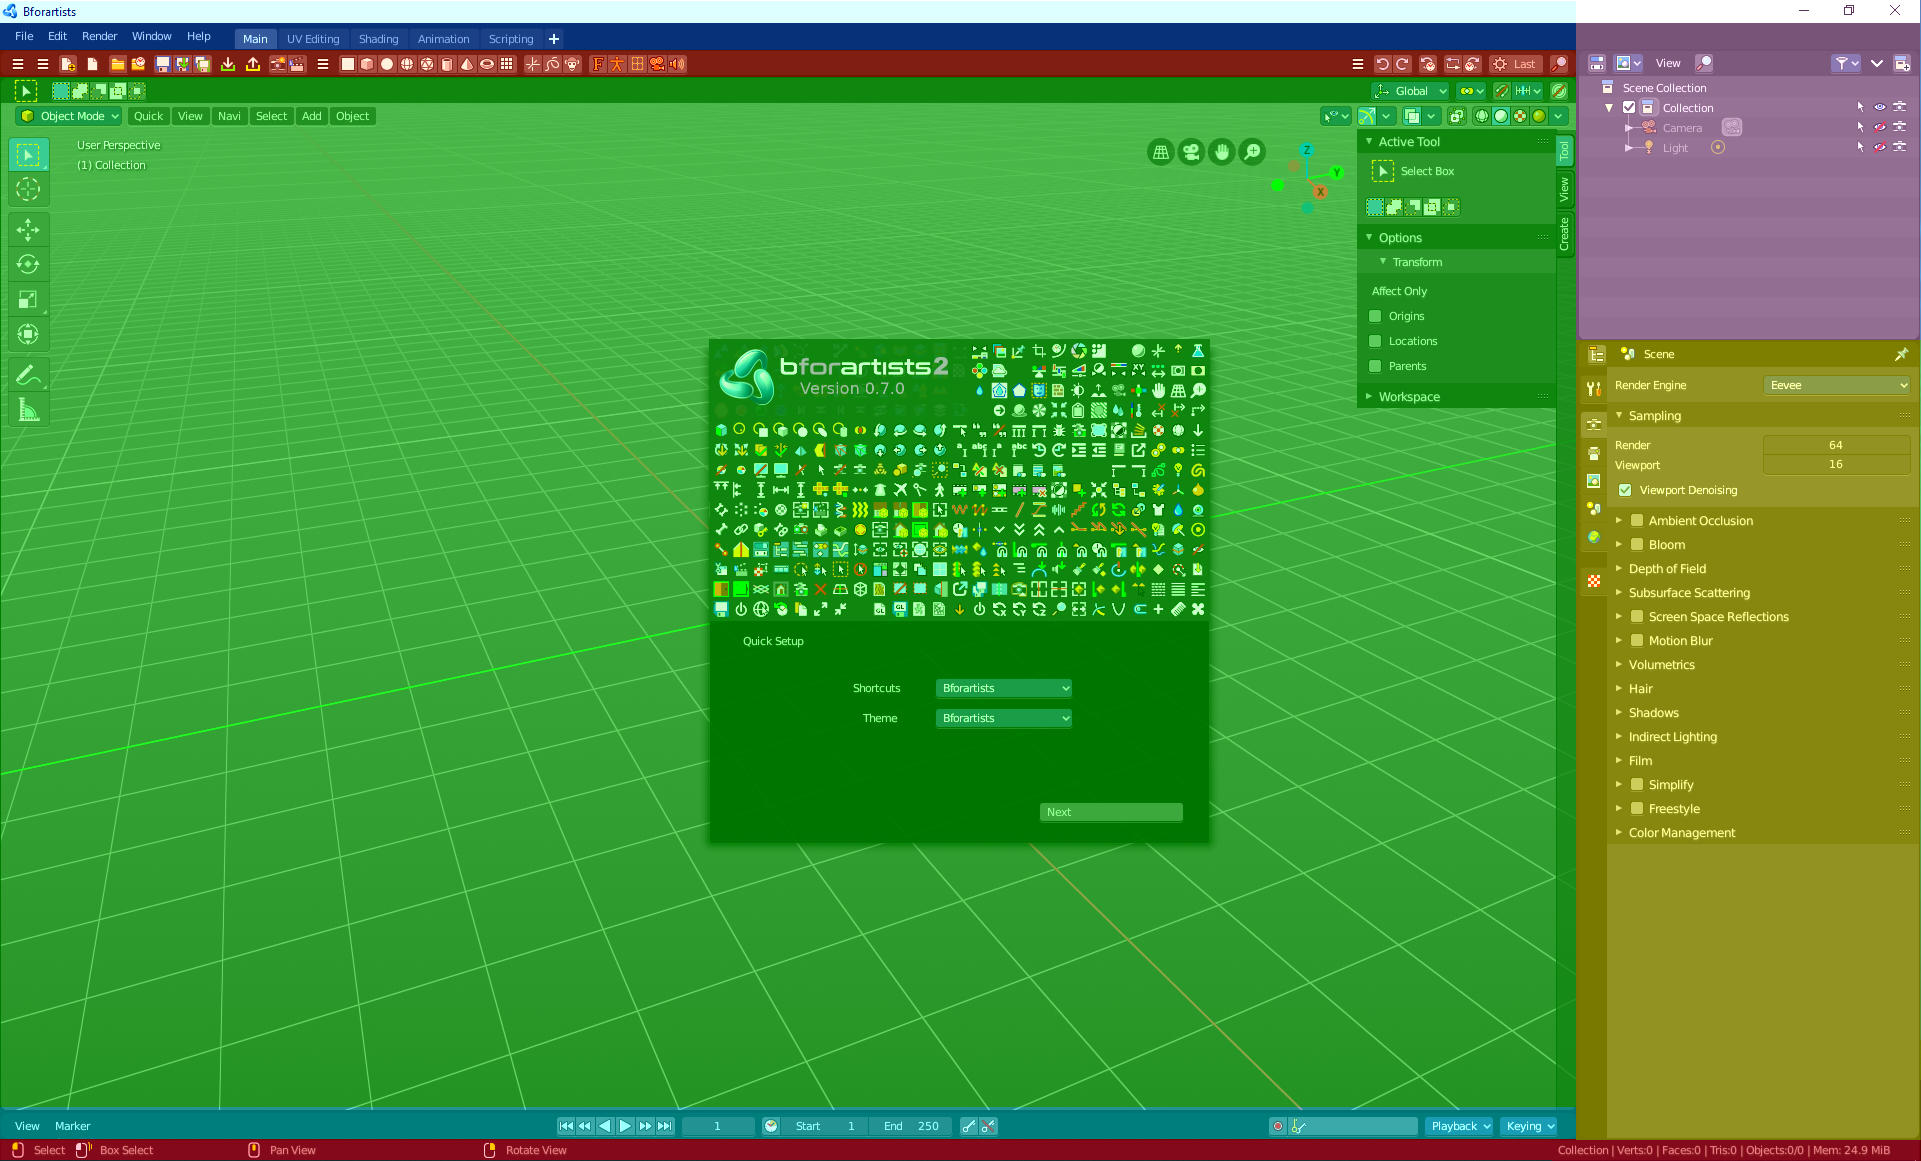 Bforartists
File Edit Render Window Help Main UV Editing Shading Animation Scripting
Last
View
Global
Object Mode Quick View Navi Select Add Object
User Perspective
(1) Collection
Z
Y
X
Active Tool
Select Box
Options
Transform
Affect Only
Origins
Locations
Parents
Workspace
Tool
View
Create
Scene Collection
Collection
Camera
Light
bforartists2
Version 0.7.0
Quick Setup
Shortcuts Bforartists
Theme Bforartists
Next
Scene
Render Engine Eevee
Sampling
Render 64
Viewport 16
Viewport Denoising
Ambient Occlusion
Bloom
Depth of Field
Subsurface Scattering
Screen Space Reflections
Motion Blur
Volumetrics
Hair
Shadows
Indirect Lighting
Film
Simplify
Freestyle
Color Management
View Marker 1 Start 1 End 250 Playback Keying
Select Box Select Pan View Rotate View Collection | Verts:0 | Faces:0 | Tris:0 | Objects:0/0 | Mem: 24.9 MiB